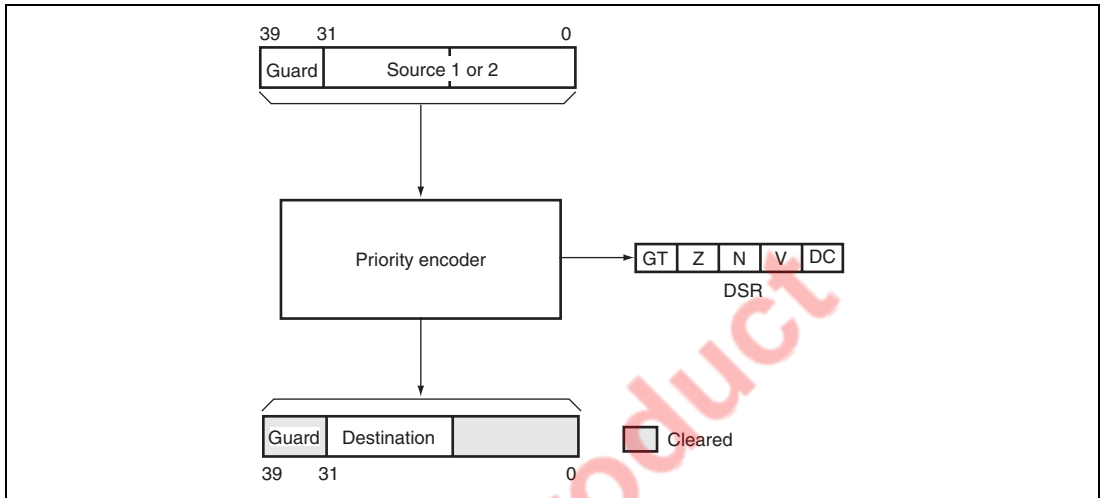 39 31 0
Guard Source 1 or 2
Priority encoder
GT Z N V DC
DSR
Guard Destination
Cleared
39 31 0
oduct